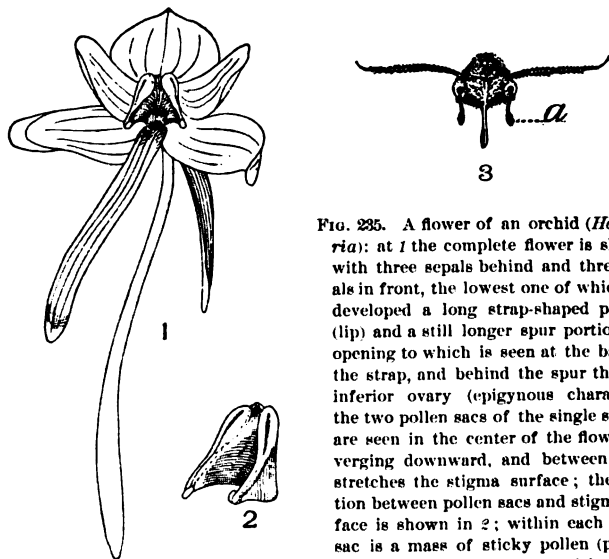 a
3
1
2
FIG. 235. A flower of an orchid (He
ria): at 1 the complete flower is s
with three sepals behind and thre
als in front, the lowest one of whic
developed a long strap-shaped p
(lip) and a still longer spur portio
opening to which is seen at the ba
the strap, and behind the spur th
inferior ovary (epigynous chara
the two pollen sacs of the single s
are seen in the center of the flow
verging downward, and between
stretches the stigma surface; the
tion between pollen sacs and stigm
face is shown in 2; within each
sac is a mass of sticky pollen (p